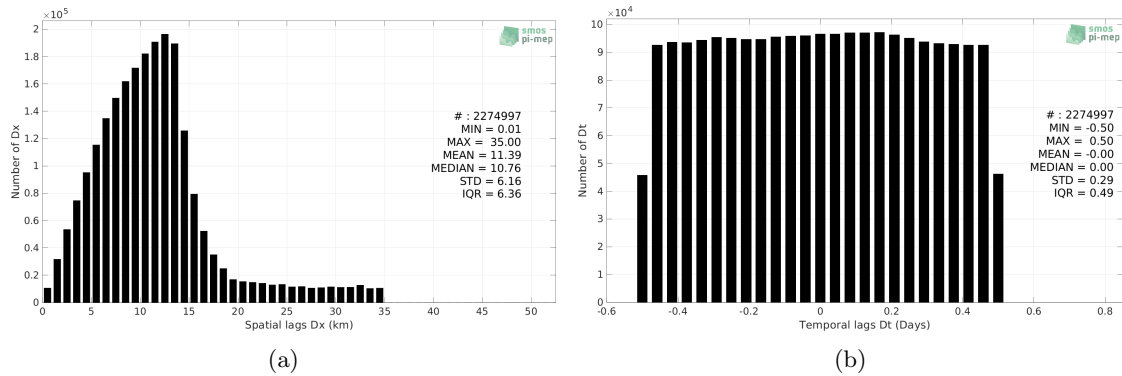 ×10⁵
smos
pi-mep
2
1.8
1.6
1.4
1.2
1
0.8
0.6
0.4
0.2
0
Number of Dx
# : 2274997
MIN = 0.01
MAX = 35.00
MEAN = 11.39
MEDIAN = 10.76
STD = 6.16
IQR = 6.36
0 5 10 15 20 25 30 35 40 45 50
Spatial lags Dx (km)
(a)
×10⁴
smos
pi-mep
10
9
8
7
6
5
4
3
2
1
0
Number of Dt
# : 2274997
MIN = -0.50
MAX = 0.50
MEAN = -0.00
MEDIAN = 0.00
STD = 0.29
IQR = 0.49
-0.6 -0.4 -0.2 0 0.2 0.4 0.6 0.8
Temporal lags Dt (Days)
(b)